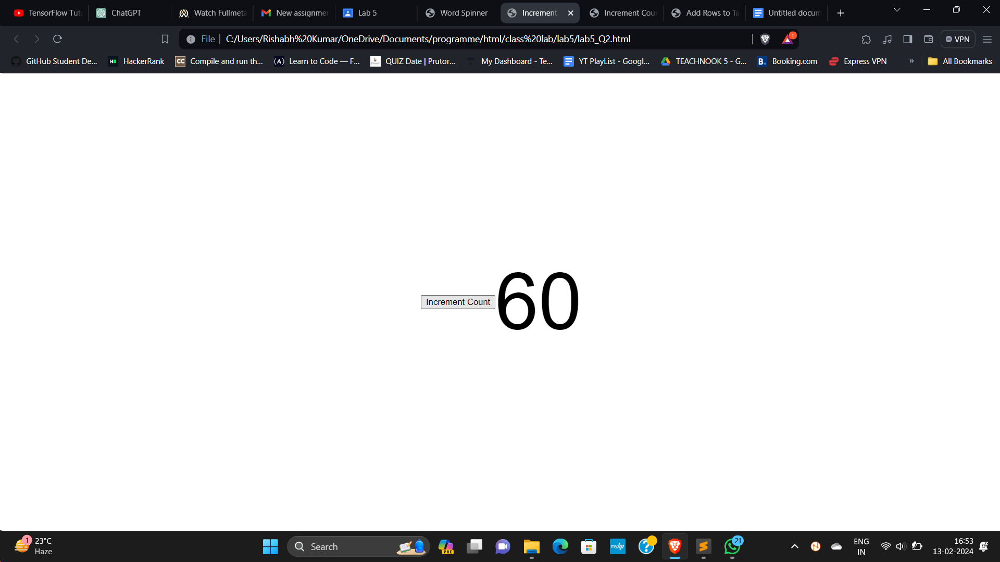 TensorFlow Tut
ChatGPT
Watch Fullmeta
New assignmer
Lab 5
Word Spinner
Increment
Increment Cou
Add Rows to Ta
Untitled docum
File
C:/Users/Rishabh%20Kumar/OneDrive/Documents/programme/html/class%20lab/lab5/lab5_Q2.html
1
VPN
GitHub Student De...
HackerRank
CC
Compile and run th...
Learn to Code — F...
QUIZ Date | Prutor...
My Dashboard - Te...
YT PlayList - Googl...
TEACHNOOK 5 - G...
B.
Booking.com
Express VPN
»
All Bookmarks
Increment Count
60
1
23°C
Haze
Search
PRE
myhp
21
ENG
IN
16:53
13-02-2024